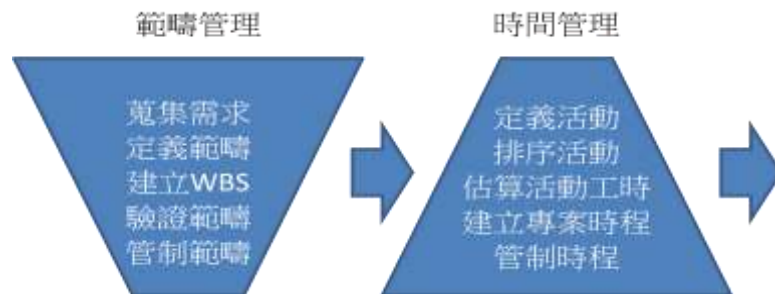 範疇管理
蒐集需求
定義範疇
建立WBS
驗證範疇
管制範疇
時間管理
定義活動
排序活動
估算活動工時
建立專案時程
管制時程